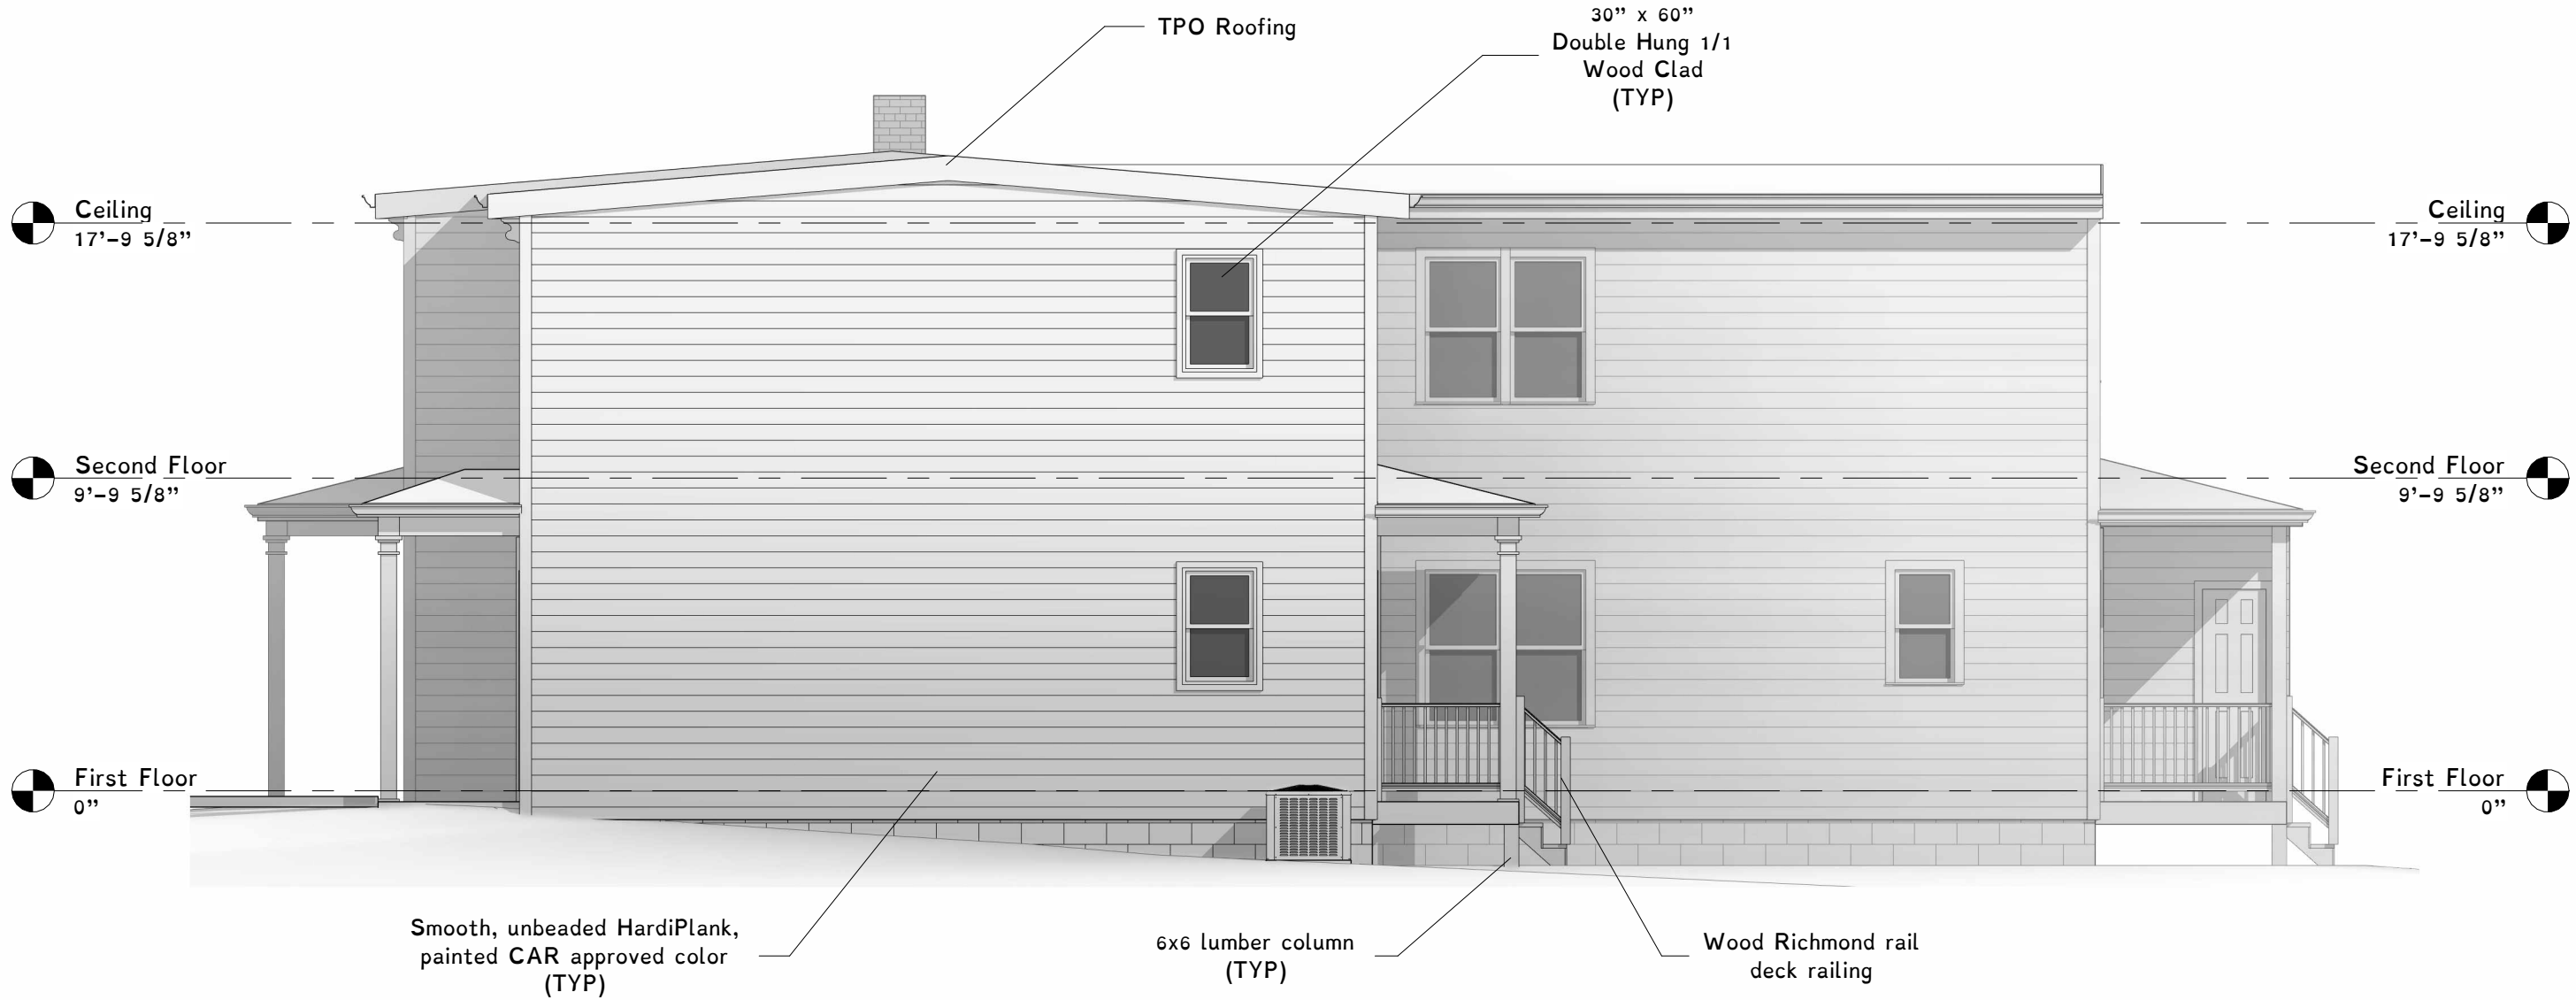 TPO Roofing
30" x 60"
Double Hung 1/1
Wood Clad
(TYP)
Ceiling
17'-9 5/8"
Ceiling
17'-9 5/8"
Second Floor
9'-9 5/8"
Second Floor
9'-9 5/8"
First Floor
0"
First Floor
0"
Smooth, unbeaded HardiPlank,
painted CAR approved color
(TYP)
6x6 lumber column
(TYP)
Wood Richmond rail
deck railing